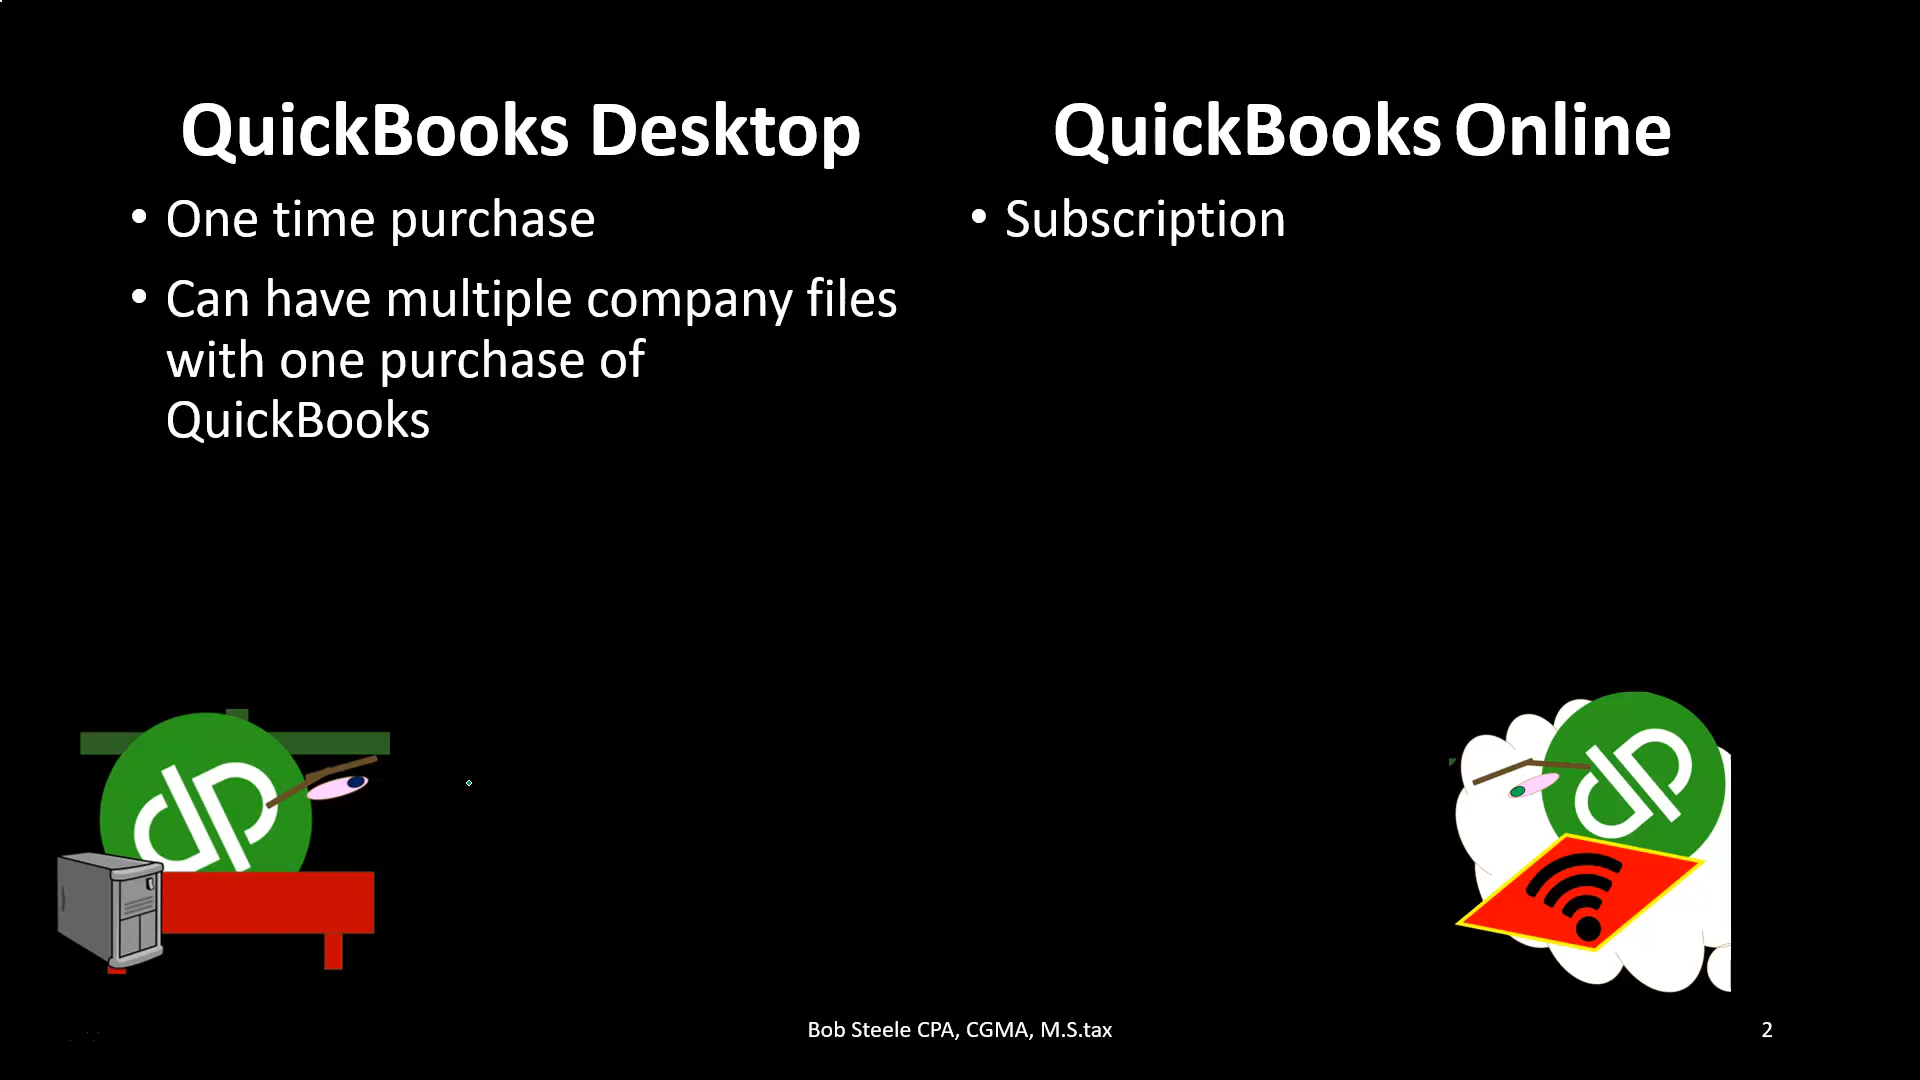 QuickBooks Desktop
• One time purchase
• Can have multiple company files
with one purchase of
QuickBooks
QuickBooks Online
• Subscription
Bob Steele CPA, CGMA, M.S.tax
2